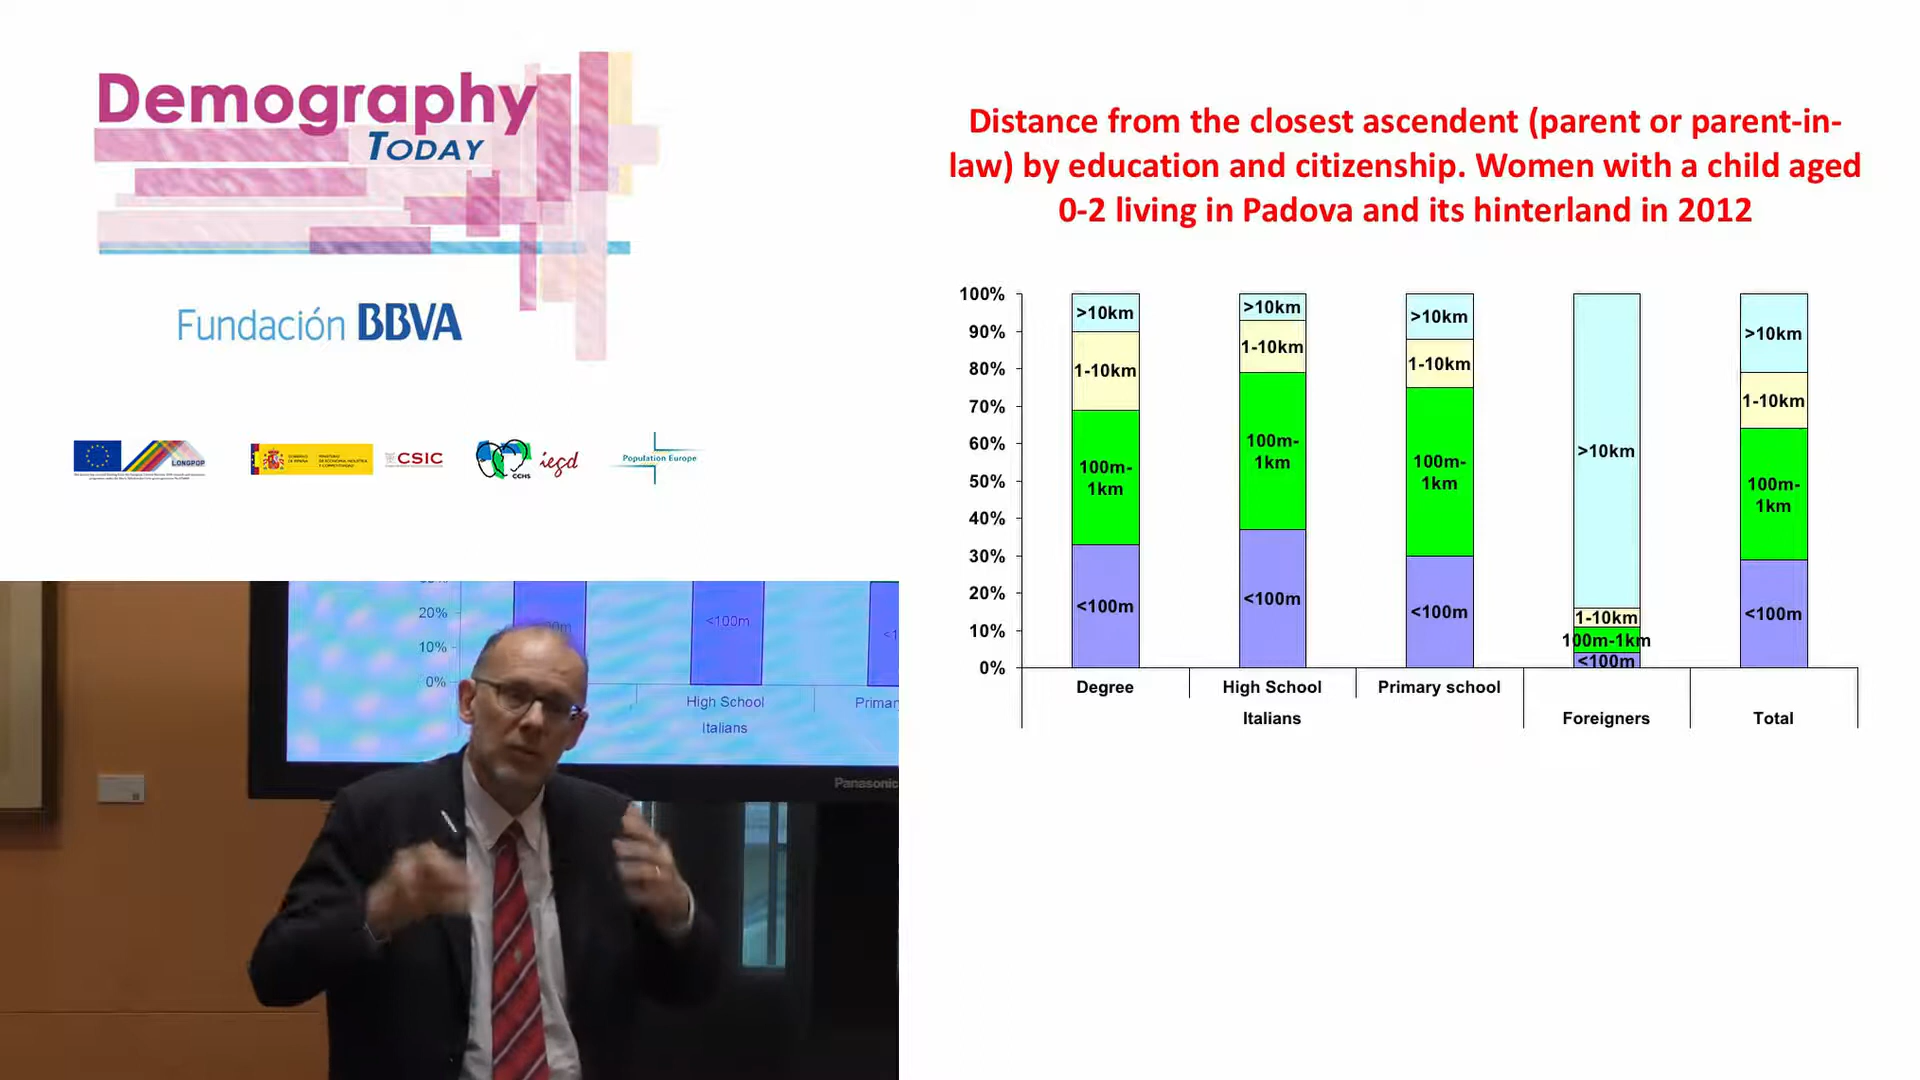 Demography
TODAY
Fundación BBVA
LONGPOP
CSIC
CCHS
iegd
Population Europe
Distance from the closest ascendent (parent or parent-in-
law) by education and citizenship. Women with a child aged
0-2 living in Padova and its hinterland in 2012
100%
90%
80%
70%
60%
50%
40%
30%
20%
10%
0%
>10km
1-10km
100m-
1km
<100m
>10km
1-10km
100m-
1km
<100m
>10km
1-10km
100m-
1km
<100m
>10km
1-10km
100m-1km
<100m
>10km
1-10km
100m-
1km
<100m
Degree
High School
Primary school
Italians
Foreigners
Total
20%
10%
0%
<100m
High School
Italians
Panasonic